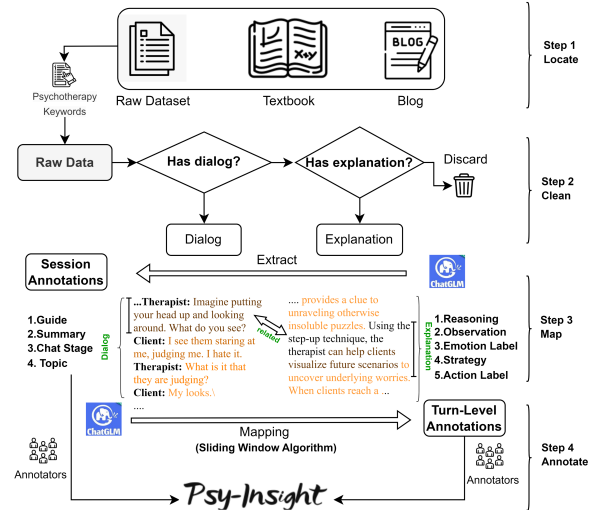 BLOG
X+y
Raw Dataset
Textbook
Blog
Step 1
Locate
Psychotherapy
Keywords
Raw Data
Has dialog?
Has explanation?
Discard
Step 2
Clean
Dialog
Explanation
Session
Annotations
Extract
ChatGLM
1.Guide
2.Summary
3.Chat Stage
4. Topic
Dialog
...Therapist: Imagine putting
your head up and looking
around. What do you see?
Client: I see them staring at
me, judging me, I hate it.
Therapist: What is it that
they are judging?
Client: My looks.\
....
related
.... provides a clue to
unraveling otherwise
insoluble puzzles. Using the
step-up technique, the
therapist can help clients
visualize future scenarios to
uncover underlying worries.
When clients reach a ...
Explanation
1.Reasoning
2.Observation
3.Emotion Label
4.Strategy
5.Action Label
Step 3
Map
ChatGLM
Mapping
(Sliding Window Algorithm)
Turn-Level
Annotations
Step 4
Annotate
Annotators
Annotators
Psy-Insight